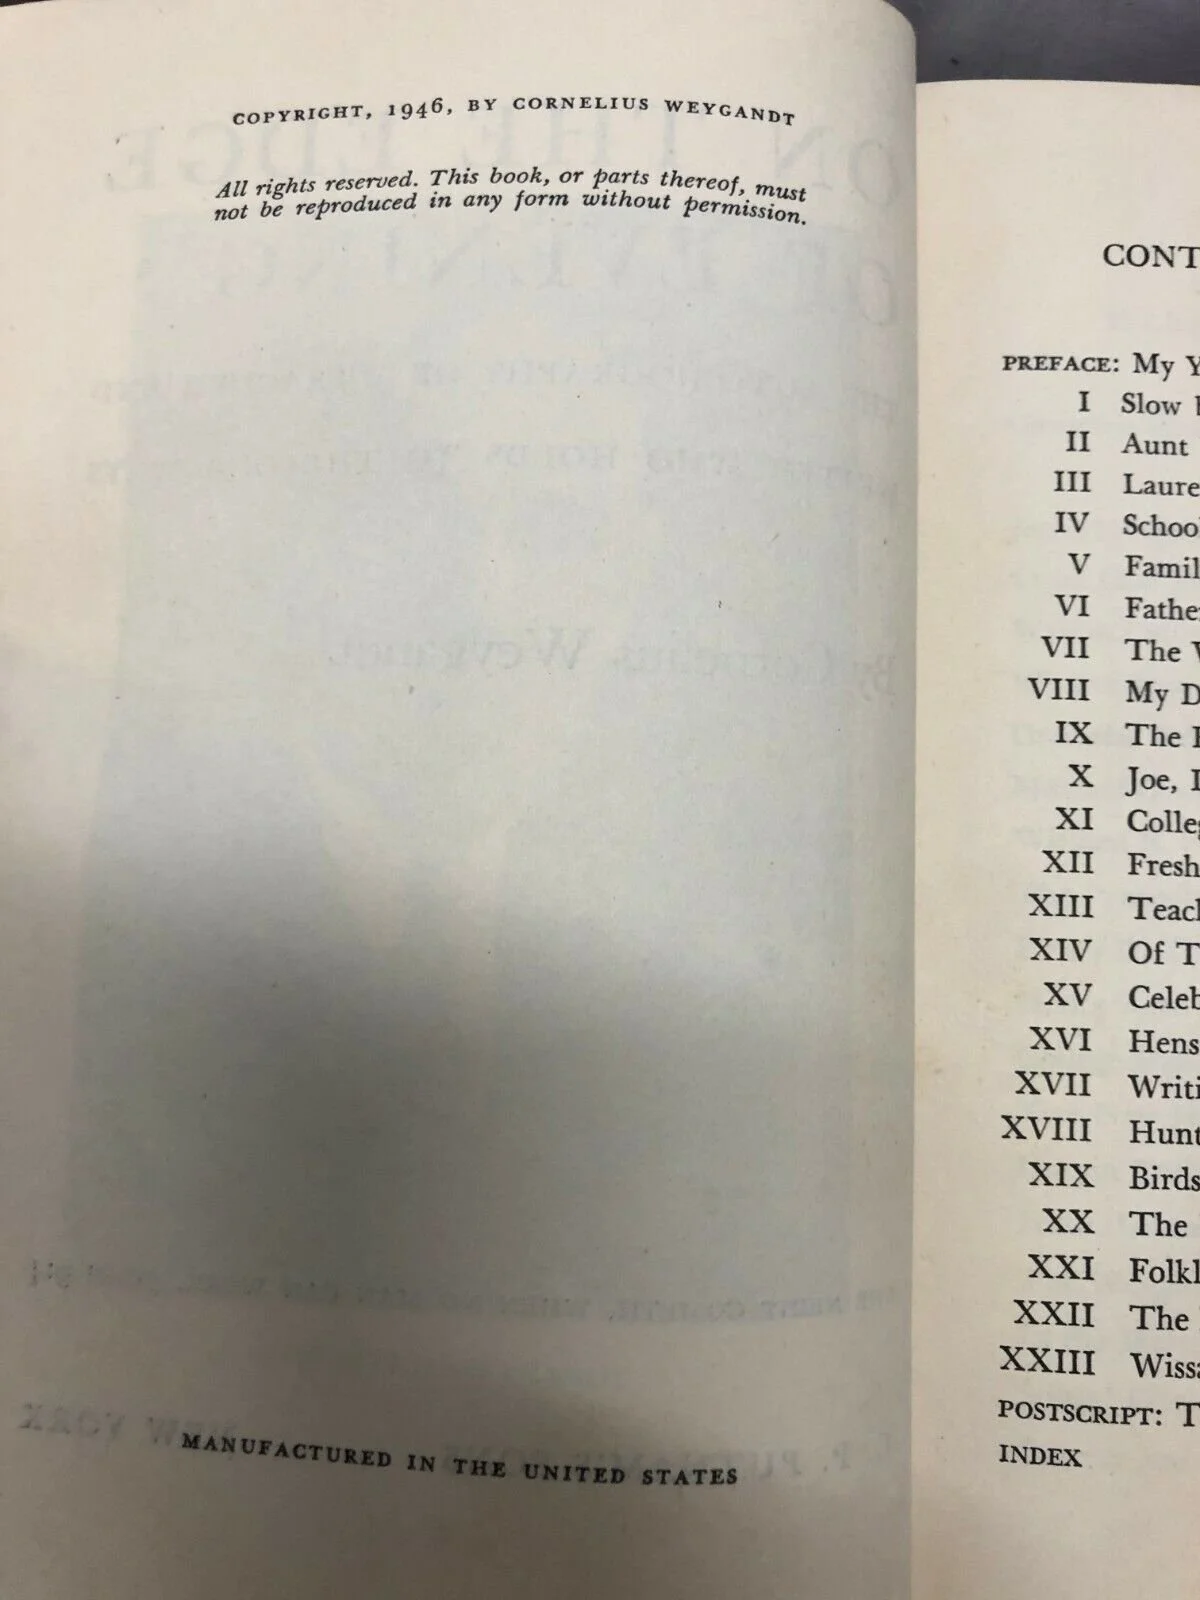 COPYRIGHT, 1946, BY CORNELIUS WEYGANDT
All rights reserved. This book, or parts thereof, must
not be reproduced in any form without permission.
MANUFACTURED IN THE UNITED STATES
CONT
PREFACE: My Y
I Slow
II Aunt
III Laure
IV Schoo
V Famil
VI Fathe
VII The
VIII My D
IX The
X Joe,
XI Colleg
XII Fresh
XIII Teach
XIV Of T
XV Celeb
XVI Hens
XVII Writi
XVIII Hunt
XIX Birds
XX The
XXI Folkl
XXII The
XXIII Wissa
POSTSCRIPT: T
INDEX